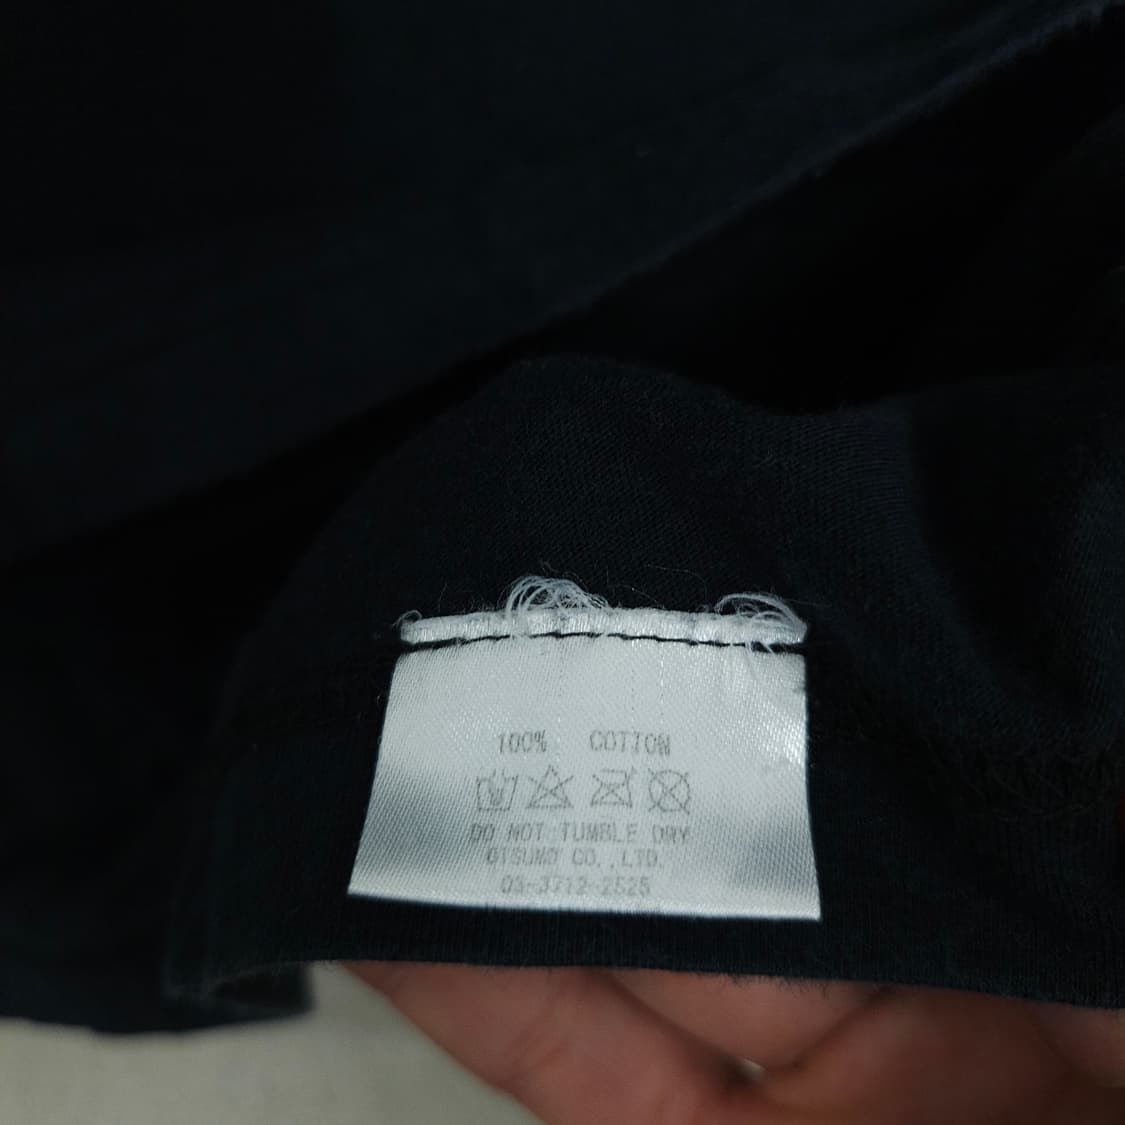 100% COTTON
DO NOT TUMBLE DRY
OTSUMO CO.,LTD.
03-3712-2525